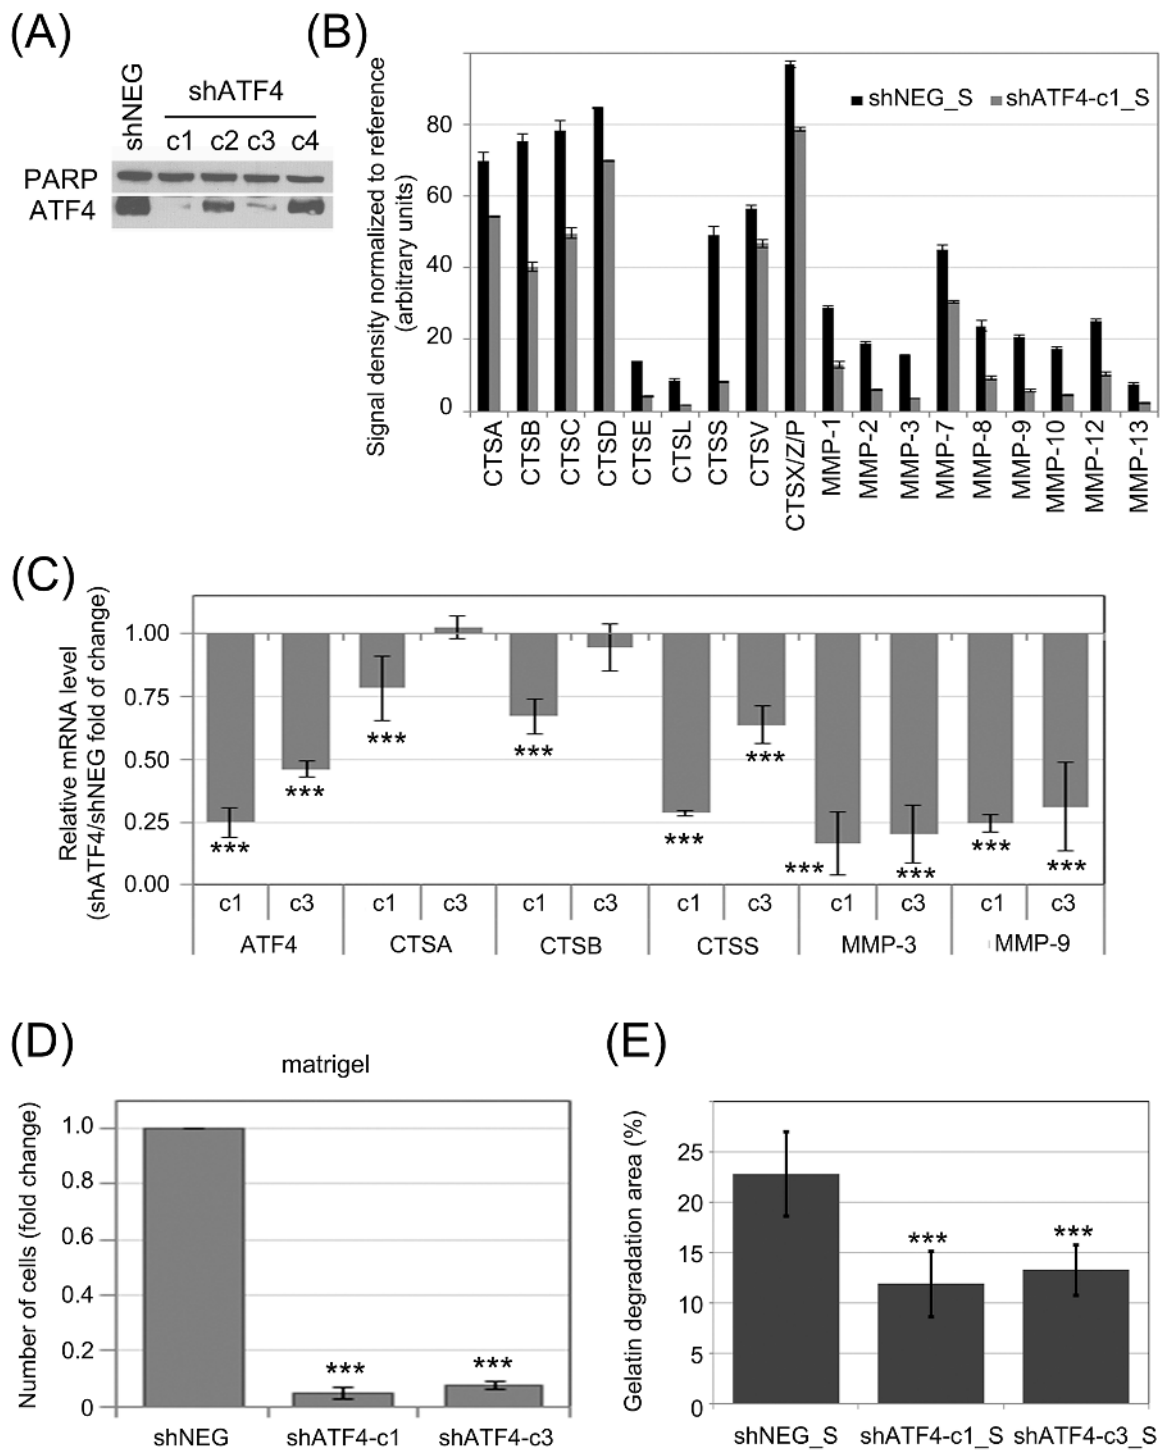 (A)
shNEG
shATF4
c1 c2 c3 c4
PARP
ATF4
(B)
Signal density normalized to reference
(arbitrary units)
80
60
40
20
0
shNEG_S shATF4-c1_S
CTSA CTSB CTSC CTSD CTSE CTSL CTSS CTSV CTSX/Z/P MMP-1 MMP-2 MMP-3 MMP-7 MMP-8 MMP-9 MMP-10 MMP-12 MMP-13
(C)
Relative mRNA level
(shATF4/shNEG fold of change)
1.00
0.75
0.50
0.25
0.00
*** *** *** *** *** *** *** *** *** ***
c1 c3 c1 c3 c1 c3 c1 c3 c1 c3 c1 c3
ATF4 CTSA CTSB CTSS MMP-3 MMP-9
(D)
matrigel
Number of cells (fold change)
1.0
0.8
0.6
0.4
0.2
0
*** ***
shNEG shATF4-c1 shATF4-c3
(E)
Gelatin degradation area (%)
25
20
15
10
5
0
*** ***
shNEG_S shATF4-c1_S shATF4-c3_S